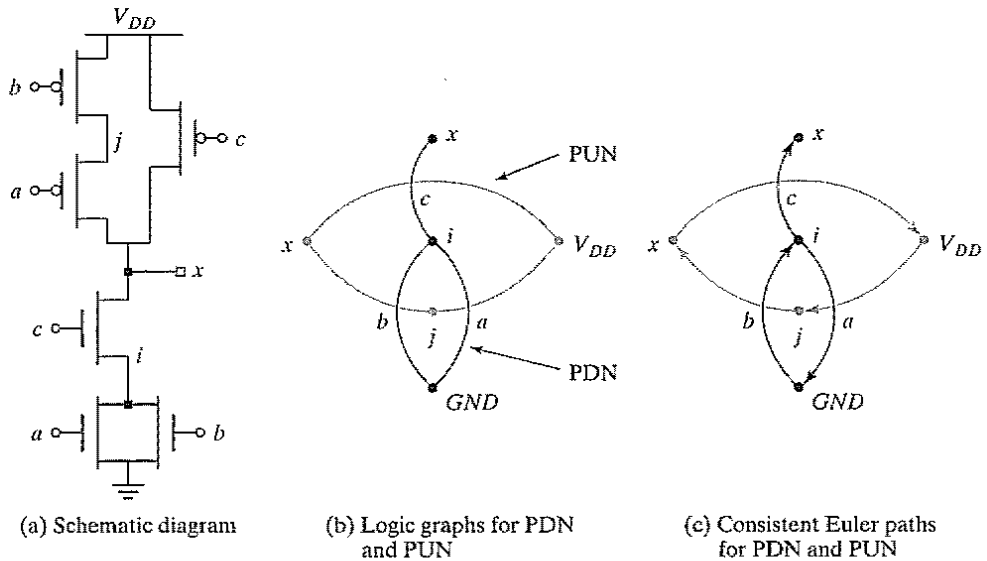 V_DD
b
j
c
a
x
c
i
a
b
(a) Schematic diagram
x
PUN
c
x
i
V_DD
b
j
a
PDN
GND
(b) Logic graphs for PDN
and PUN
x
c
x
i
V_DD
b
j
a
GND
(c) Consistent Euler paths
for PDN and PUN